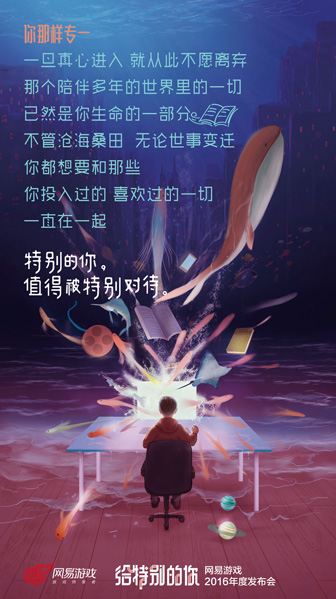 你那样专一
一旦真心进入 就从此不愿离弃
那个陪伴多年的世界里的一切
已然是你生命的一部分
不管沧海桑田 无论世事变迁
你都想要和那些
你投入过的 喜欢过的一切
一直在一起
特别的你，
值得被特别对待。
网易游戏
游戏热爱者
给特别的你
网易游戏
2016年度发布会